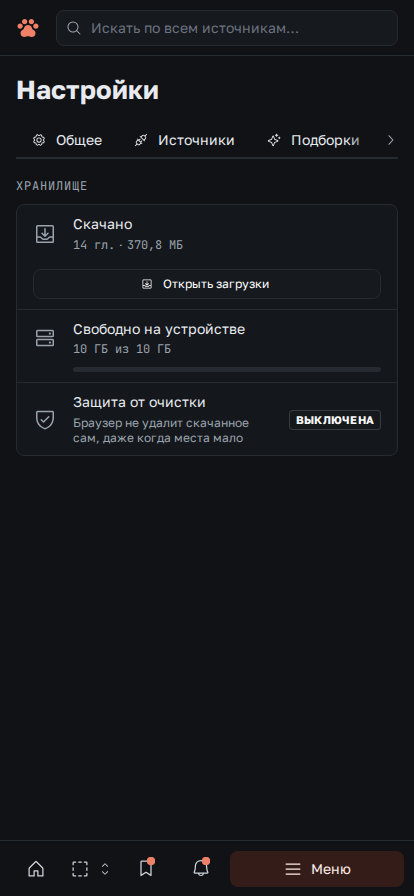 Искать по всем источникам...
Настройки
Общее
Источники
Подборки
ХРАНИЛИЩЕ
Скачано
14 гл. · 370,8 МБ
Открыть загрузки
Свободно на устройстве
10 ГБ из 10 ГБ
Защита от очистки
Браузер не удалит скачанное
сам, даже когда места мало
ВЫКЛЮЧЕНА
Меню